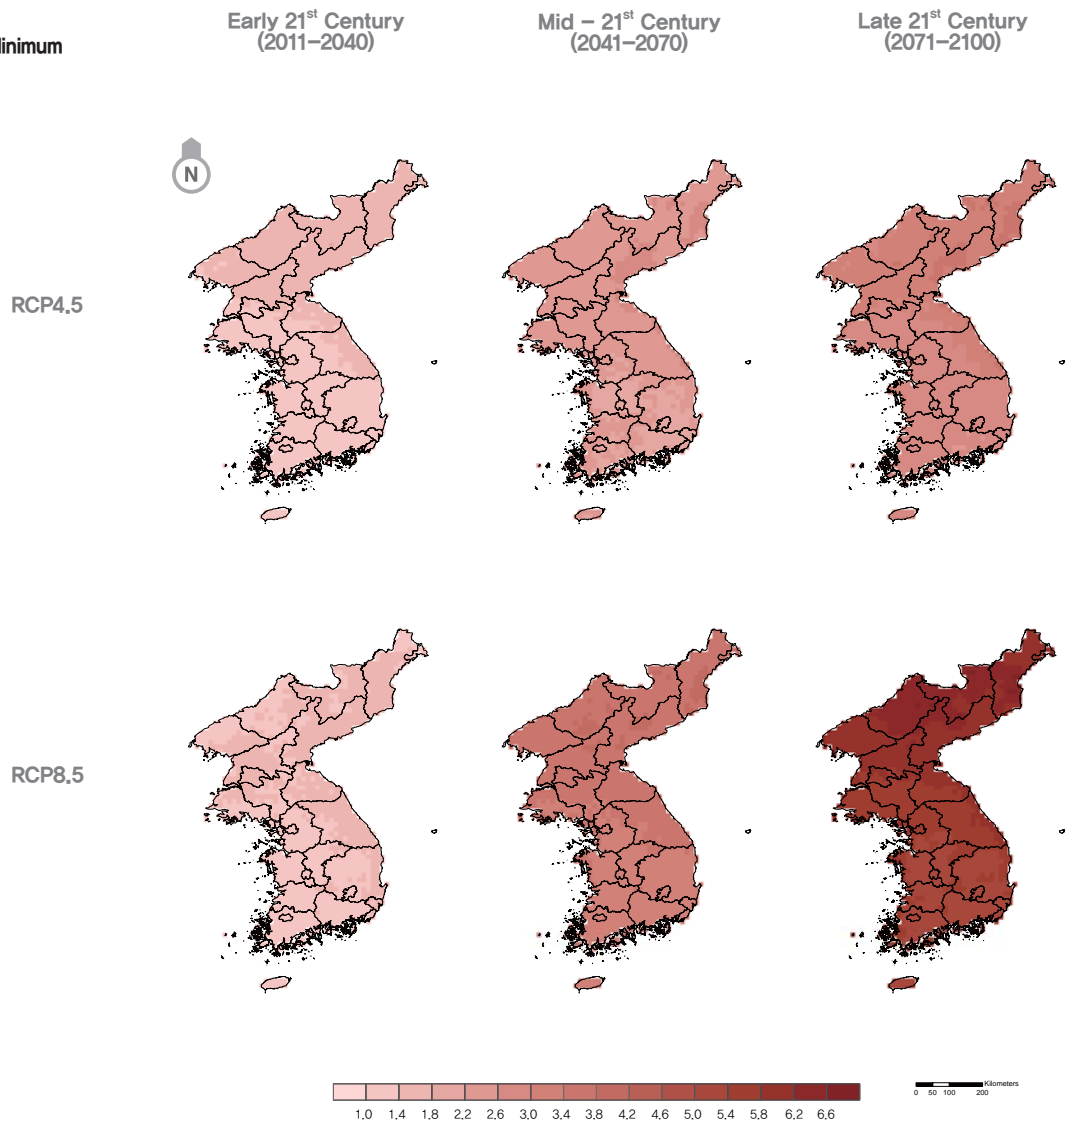 Early 21st Century
(2011–2040)
Mid – 21st Century
(2041–2070)
Late 21st Century
(2071–2100)
inimum
N
RCP4.5
RCP8.5
1.0 1.4 1.8 2.2 2.6 3.0 3.4 3.8 4.2 4.6 5.0 5.4 5.8 6.2 6.6
Kilometers
0 50 100 200